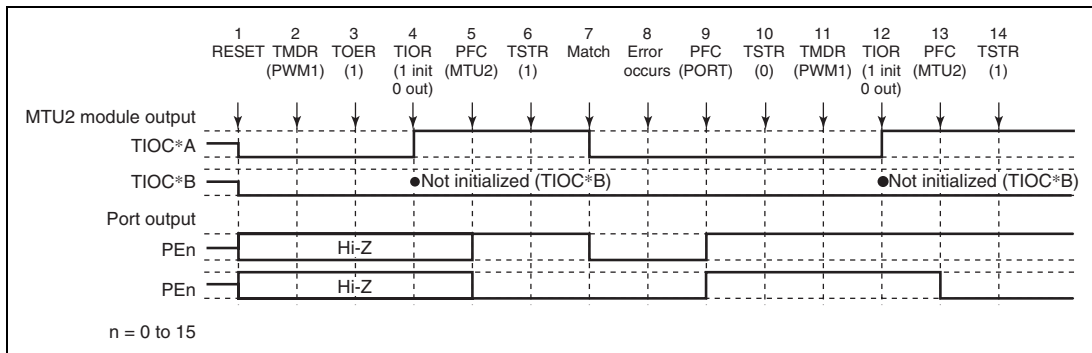 1 2 3 4 5 6 7 8 9 10 11 12 13 14
RESET TMDR TOER TIOR PFC TSTR Match Error PFC TSTR TMDR TIOR PFC TSTR
(PWM1) (1) (1 init (MTU2) (1) occurs (PORT) (0) (PWM1) (1 init (MTU2) (1)
0 out) 0 out)
MTU2 module output
TIOC*A
TIOC*B ●Not initialized (TIOC*B) ●Not initialized (TIOC*B)
Port output
PEn Hi-Z
PEn Hi-Z
n = 0 to 15